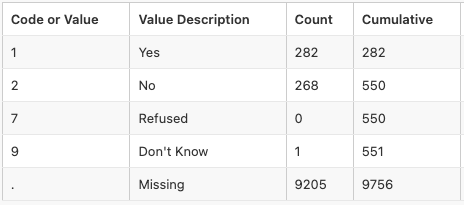 Code or Value Value Description Count Cumulative
1 Yes 282 282
2 No 268 550
7 Refused 0 550
9 Don't Know 1 551
. Missing 9205 9756